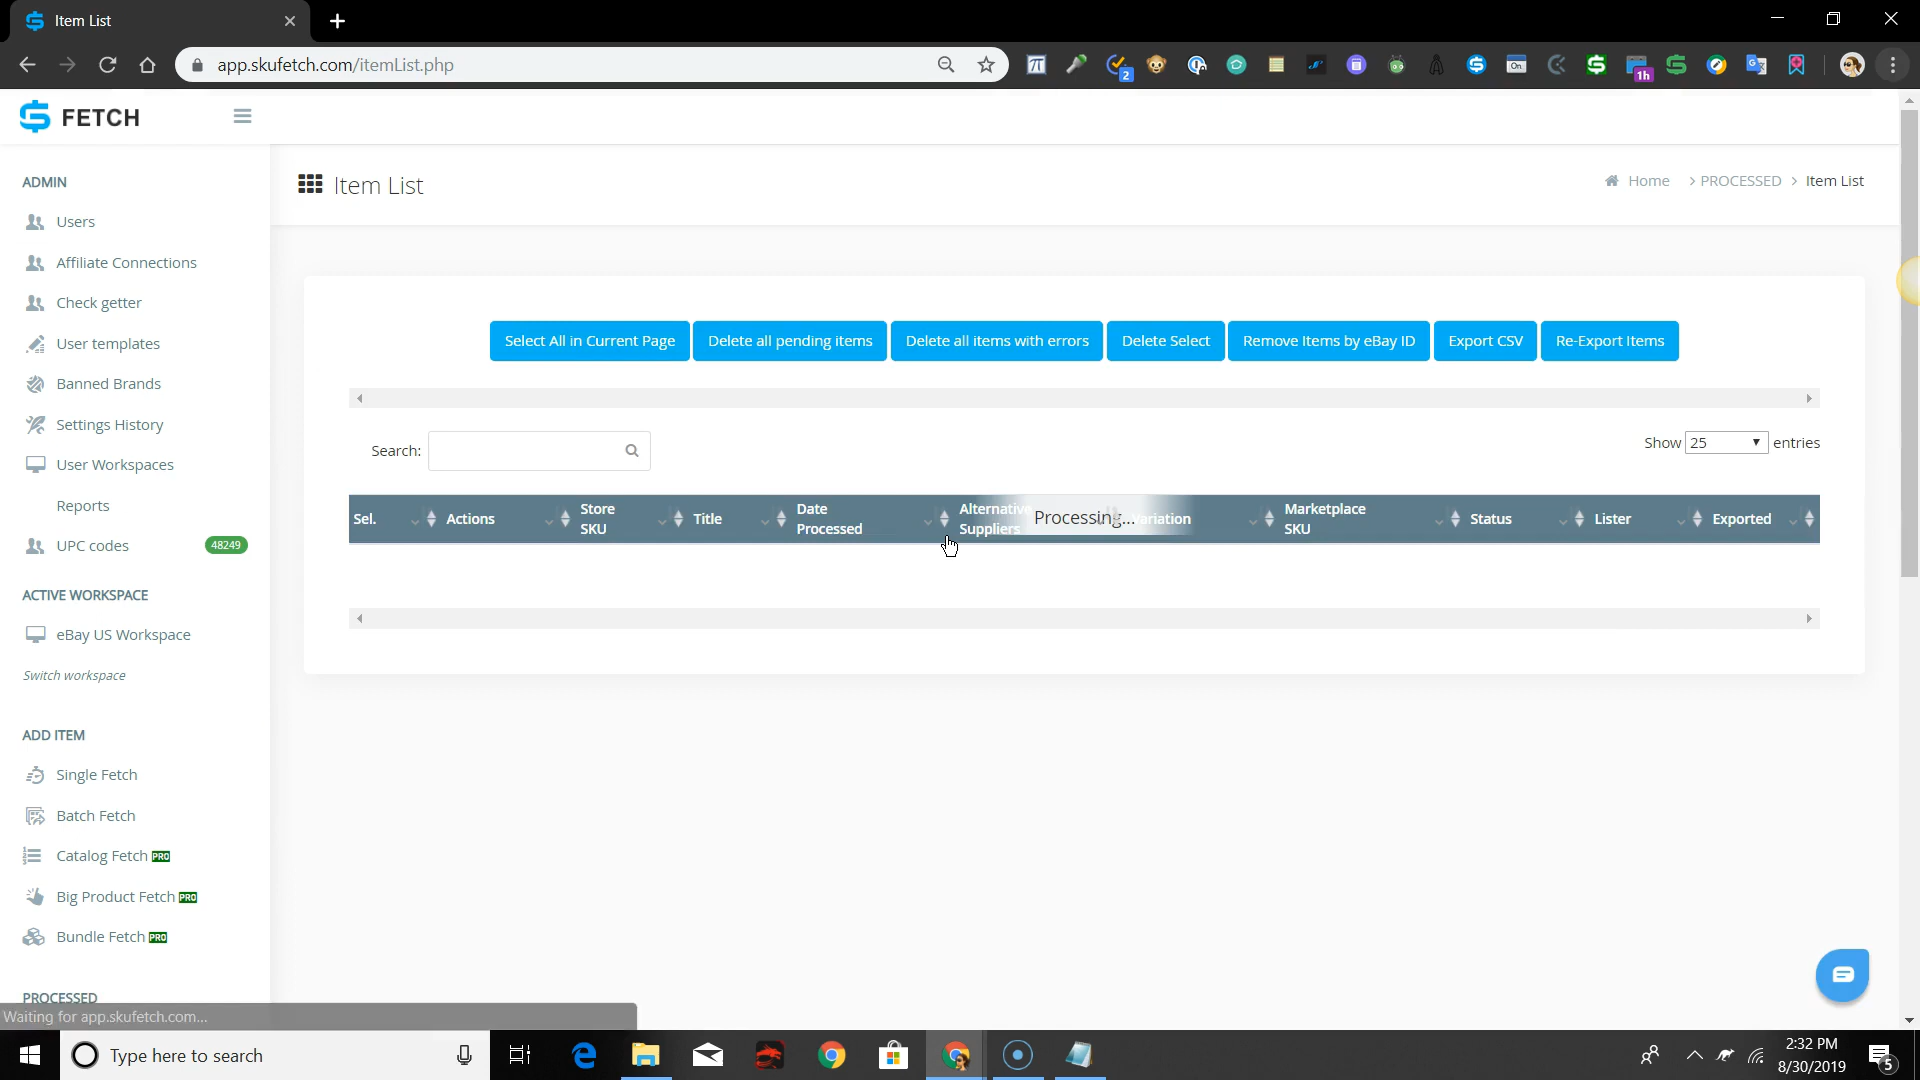 Item List
app.skufetch.com/itemList.php
2
On
1h
FETCH
ADMIN
Users
Affiliate Connections
Check getter
User templates
Banned Brands
Settings History
User Workspaces
Reports
UPC codes 48249
ACTIVE WORKSPACE
eBay US Workspace
Switch workspace
ADD ITEM
Single Fetch
Batch Fetch
Catalog Fetch PRO
Big Product Fetch PRO
Bundle Fetch PRO
PROCESSED
Waiting for app.skufetch.com...
Item List
Home > PROCESSED > Item List
Select All in Current Page Delete all pending items Delete all items with errors Delete Select Remove Items by eBay ID Export CSV Re-Export Items
Search:
Show 25 entries
Sel. Actions Store SKU Title Date Processed Alternative Suppliers Variation Marketplace SKU Status Lister Exported
Processing...
Type here to search
2:32 PM
8/30/2019
5